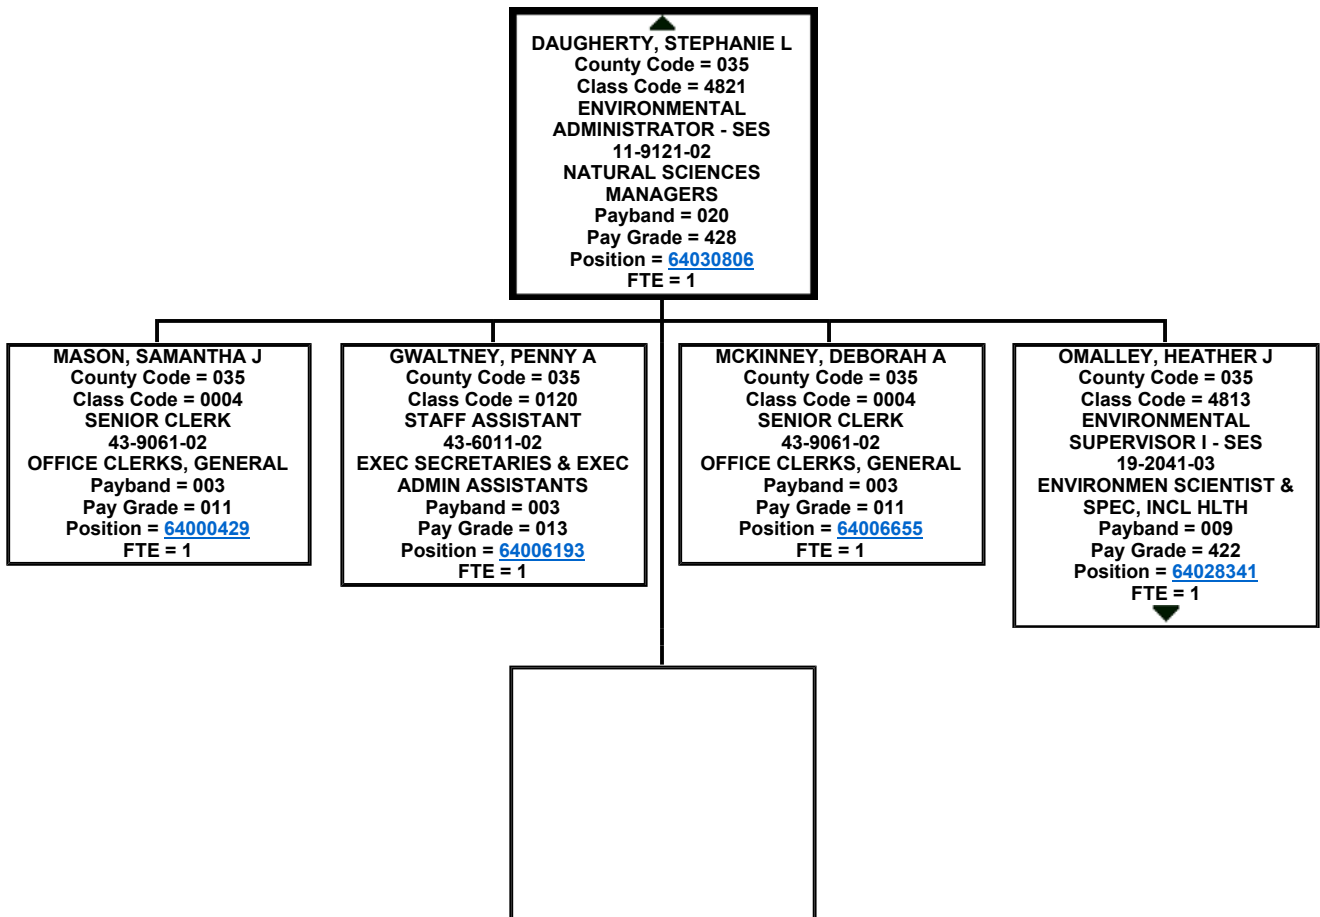 DAUGHERTY, STEPHANIE L
County Code = 035
Class Code = 4821
ENVIRONMENTAL
ADMINISTRATOR - SES
11-9121-02
NATURAL SCIENCES
MANAGERS
Payband = 020
Pay Grade = 428
Position = 64030806
FTE = 1
MASON, SAMANTHA J
County Code = 035
Class Code = 0004
SENIOR CLERK
43-9061-02
OFFICE CLERKS, GENERAL
Payband = 003
Pay Grade = 011
Position = 64000429
FTE = 1
GWALTNEY, PENNY A
County Code = 035
Class Code = 0120
STAFF ASSISTANT
43-6011-02
EXEC SECRETARIES & EXEC
ADMIN ASSISTANTS
Payband = 003
Pay Grade = 013
Position = 64006193
FTE = 1
MCKINNEY, DEBORAH A
County Code = 035
Class Code = 0004
SENIOR CLERK
43-9061-02
OFFICE CLERKS, GENERAL
Payband = 003
Pay Grade = 011
Position = 64006655
FTE = 1
OMALLEY, HEATHER J
County Code = 035
Class Code = 4813
ENVIRONMENTAL
SUPERVISOR I - SES
19-2041-03
ENVIRONMEN SCIENTIST &
SPEC, INCL HLTH
Payband = 009
Pay Grade = 422
Position = 64028341
FTE = 1